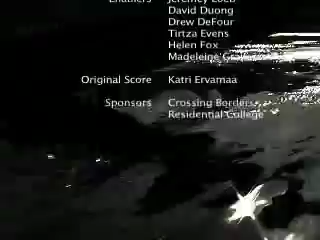 David Duong
Drew DeFour
Tirtza Evens
Helen Fox
Madeleine
Original Score Katri Ervamaa
Sponsors Crossing Borders
Residential College